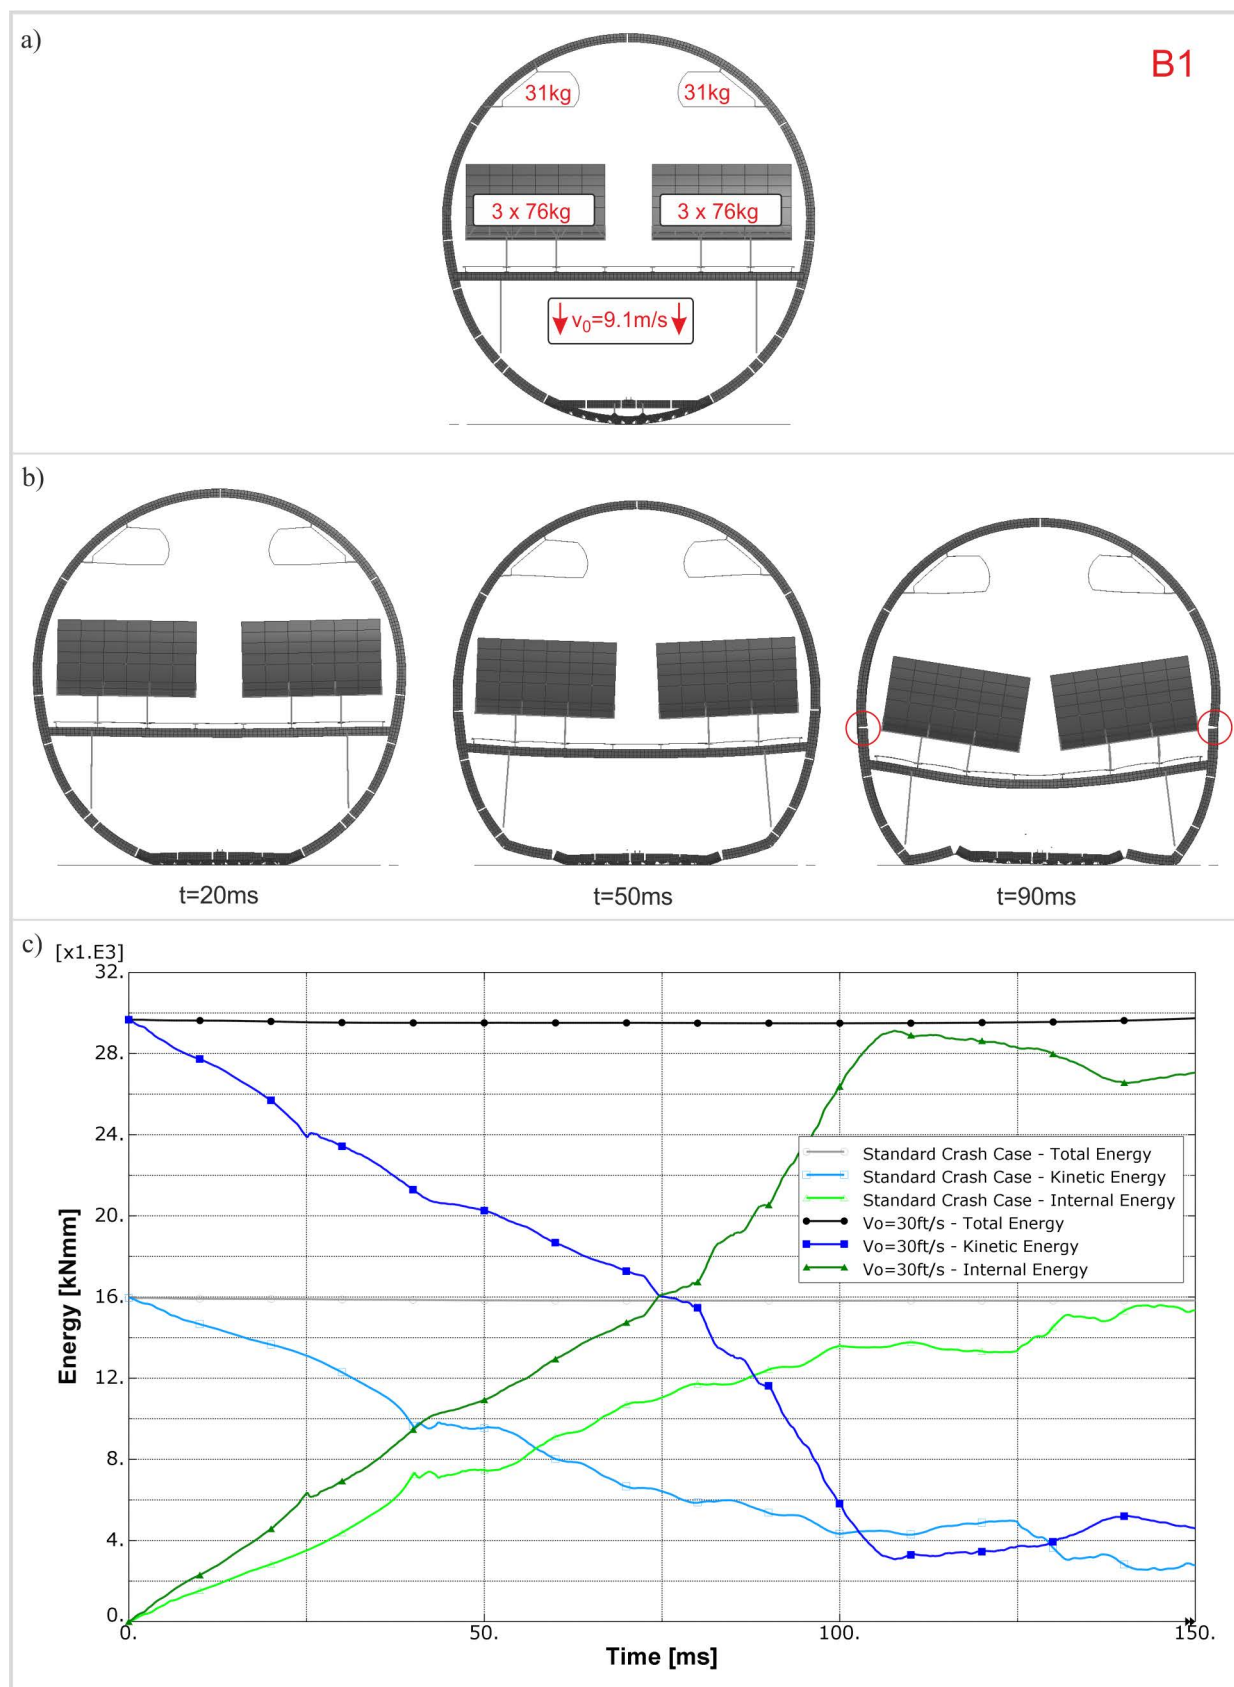 a)
B1
31kg 31kg
3 x 76kg 3 x 76kg
v₀=9.1m/s
b)
t=20ms t=50ms t=90ms
c)
[x1.E3]
32.
28.
24.
20.
16.
12.
8.
4.
0.
Energy [kNmm]
Standard Crash Case - Total Energy
Standard Crash Case - Kinetic Energy
Standard Crash Case - Internal Energy
Vo=30ft/s - Total Energy
Vo=30ft/s - Kinetic Energy
Vo=30ft/s - Internal Energy
0. 50. 100. 150.
Time [ms]